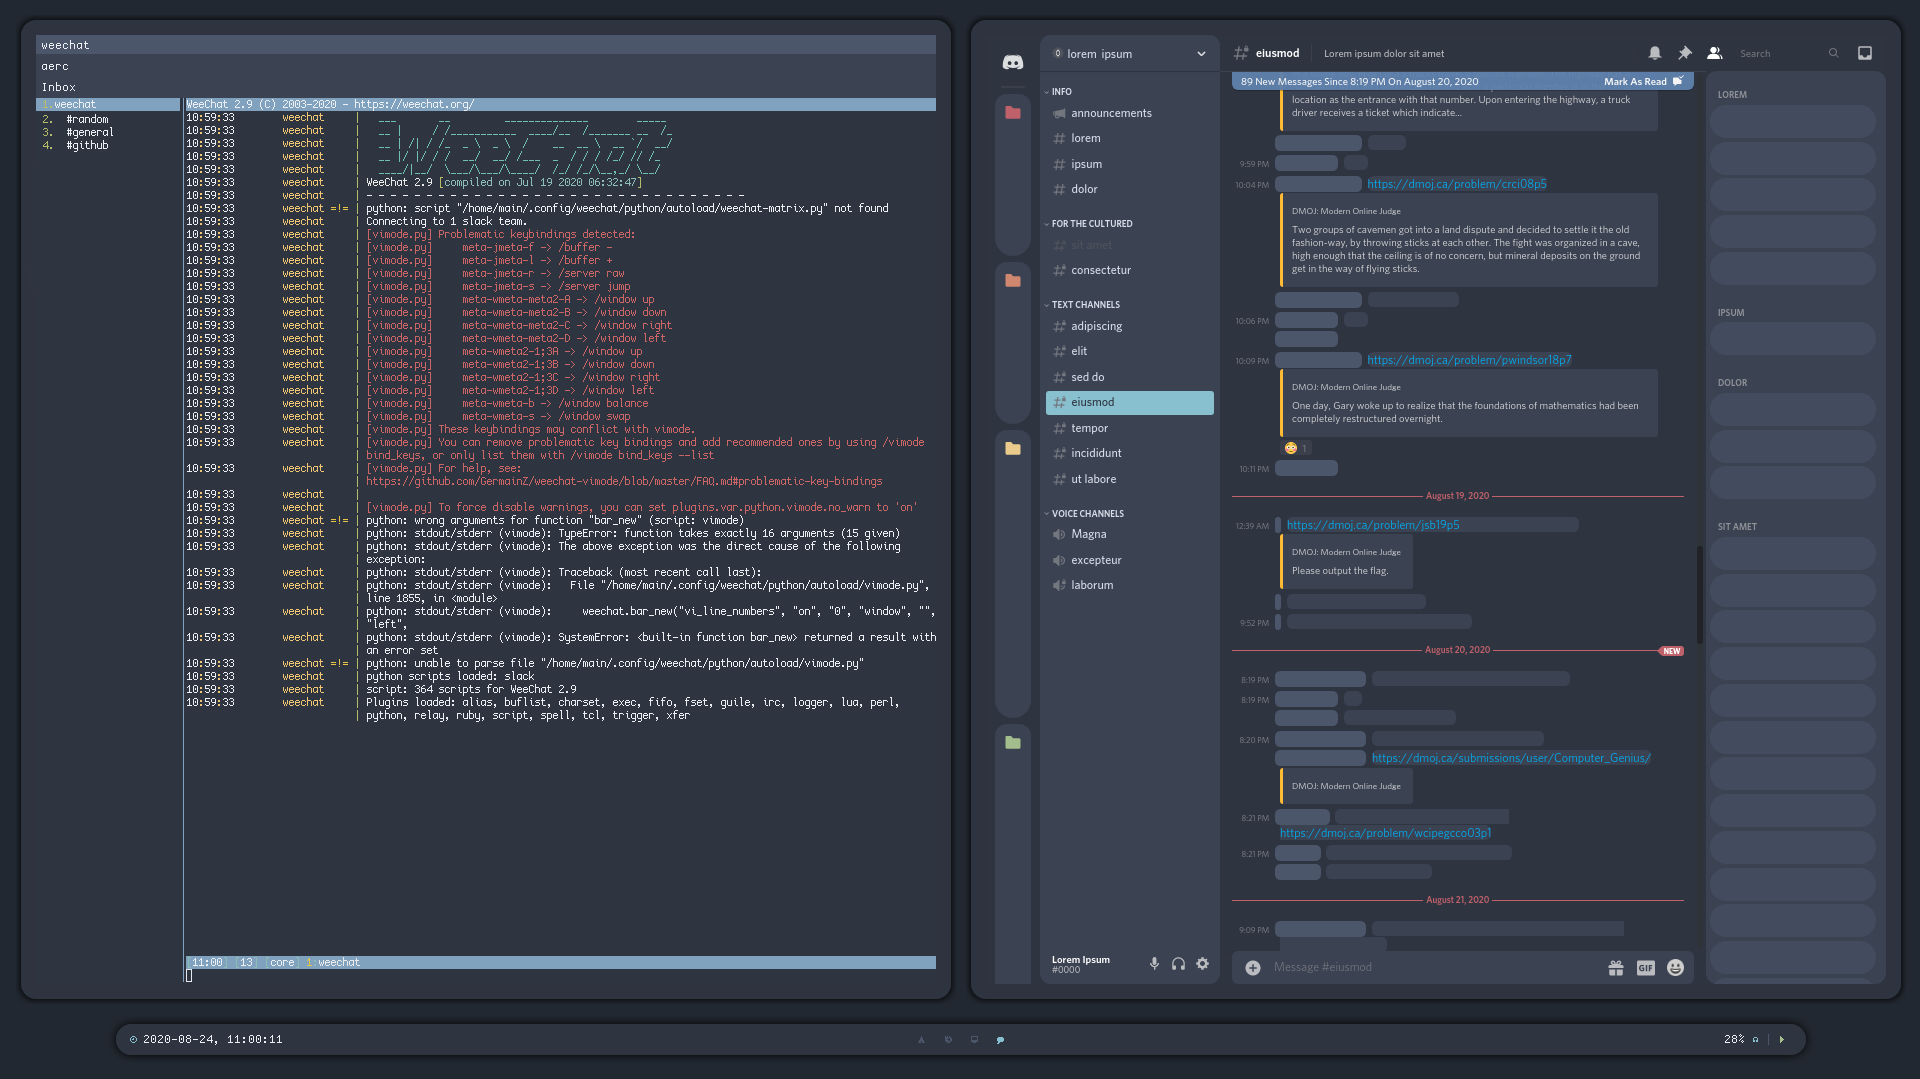 weechat
aerc
Inbox
1.weechat
2. #random
3. #general
4. #github
WeeChat 2.9 (C) 2003-2020 - https://weechat.org/
10:59:33 weechat |
10:59:33 weechat |
10:59:33 weechat |
10:59:33 weechat |
10:59:33 weechat |
10:59:33 weechat | WeeChat 2.9 [compiled on Jul 19 2020 06:32:47]
10:59:33 weechat | - - - - - - - - - - - - - - - - - - - - - - - - - - - - - - - -
10:59:33 weechat =!= | python: script "/home/main/.config/weechat/python/autoload/weechat-matrix.py" not found
10:59:33 weechat | Connecting to 1 slack team.
10:59:33 weechat | [vimode.py] Problematic keybindings detected:
10:59:33 weechat | [vimode.py] meta-jmeta-f -> /buffer -
10:59:33 weechat | [vimode.py] meta-jmeta-l -> /buffer +
10:59:33 weechat | [vimode.py] meta-jmeta-r -> /server raw
10:59:33 weechat | [vimode.py] meta-jmeta-s -> /server jump
10:59:33 weechat | [vimode.py] meta-wmeta-meta2-A -> /window up
10:59:33 weechat | [vimode.py] meta-wmeta-meta2-B -> /window down
10:59:33 weechat | [vimode.py] meta-wmeta-meta2-C -> /window right
10:59:33 weechat | [vimode.py] meta-wmeta-meta2-D -> /window left
10:59:33 weechat | [vimode.py] meta-wmeta2-1;3A -> /window up
10:59:33 weechat | [vimode.py] meta-wmeta2-1;3B -> /window down
10:59:33 weechat | [vimode.py] meta-wmeta2-1;3C -> /window right
10:59:33 weechat | [vimode.py] meta-wmeta2-1;3D -> /window left
10:59:33 weechat | [vimode.py] meta-wmeta-b -> /window balance
10:59:33 weechat | [vimode.py] meta-wmeta-s -> /window swap
10:59:33 weechat | [vimode.py] These keybindings may conflict with vimode.
10:59:33 weechat | [vimode.py] You can remove problematic key bindings and add recommended ones by using /vimode
| bind_keys, or only list them with /vimode bind_keys --list
10:59:33 weechat | [vimode.py] For help, see:
| https://github.com/GermainZ/weechat-vimode/blob/master/FAQ.md#problematic-key-bindings
10:59:33 weechat |
10:59:33 weechat | [vimode.py] To force disable warnings, you can set plugins.var.python.vimode.no_warn to 'on'
10:59:33 weechat =!= | python: wrong arguments for function "bar_new" (script: vimode)
10:59:33 weechat | python: stdout/stderr (vimode): TypeError: function takes exactly 16 arguments (15 given)
10:59:33 weechat | python: stdout/stderr (vimode): The above exception was the direct cause of the following
| exception:
10:59:33 weechat | python: stdout/stderr (vimode): Traceback (most recent call last):
10:59:33 weechat | python: stdout/stderr (vimode): File "/home/main/.config/weechat/python/autoload/vimode.py",
| line 1855, in <module>
10:59:33 weechat | python: stdout/stderr (vimode): weechat.bar_new("vi_line_numbers", "on", "0", "window", "",
| "left",
10:59:33 weechat | python: stdout/stderr (vimode): SystemError: <built-in function bar_new> returned a result with
| an error set
10:59:33 weechat =!= | python: unable to parse file "/home/main/.config/weechat/python/autoload/vimode.py"
10:59:33 weechat | python scripts loaded: slack
10:59:33 weechat | script: 364 scripts for WeeChat 2.9
10:59:33 weechat | Plugins loaded: alias, buflist, charset, exec, fifo, fset, guile, irc, logger, lua, perl,
| python, relay, ruby, script, spell, tcl, trigger, xfer
[11:00] [13] [core] 1:weechat
0 lorem ipsum
INFO
announcements
lorem
ipsum
dolor
FOR THE CULTURED
sit amet
consectetur
TEXT CHANNELS
adipiscing
elit
sed do
eiusmod
tempor
incididunt
ut labore
VOICE CHANNELS
Magna
excepteur
laborum
Lorem Ipsum
#0000
eiusmod
Lorem ipsum dolor sit amet
Search
89 New Messages Since 8:19 PM On August 20, 2020
Mark As Read
location as the entrance with that number. Upon entering the highway, a truck
driver receives a ticket which indicate...
9:59 PM
10:04 PM https://dmoj.ca/problem/crci08p5
DMOJ: Modern Online Judge
Two groups of cavemen got into a land dispute and decided to settle it the old
fashion-way, by throwing sticks at each other. The fight was organized in a cave,
high enough that the ceiling is of no concern, but mineral deposits on the ground
get in the way of flying sticks.
10:06 PM
10:09 PM https://dmoj.ca/problem/pwindsor18p7
DMOJ: Modern Online Judge
One day, Gary woke up to realize that the foundations of mathematics had been
completely restructured overnight.
1
10:11 PM
August 19, 2020
12:39 AM https://dmoj.ca/problem/jsb19p5
DMOJ: Modern Online Judge
Please output the flag.
9:52 PM
August 20, 2020 NEW
8:19 PM
8:19 PM
8:20 PM
https://dmoj.ca/submissions/user/Computer_Genius/
DMOJ: Modern Online Judge
8:21 PM
https://dmoj.ca/problem/wcipegcco03p1
8:21 PM
August 21, 2020
9:09 PM
Message #eiusmod
GIF
LOREM
IPSUM
DOLOR
SIT AMET
2020-08-24, 11:00:11
28%